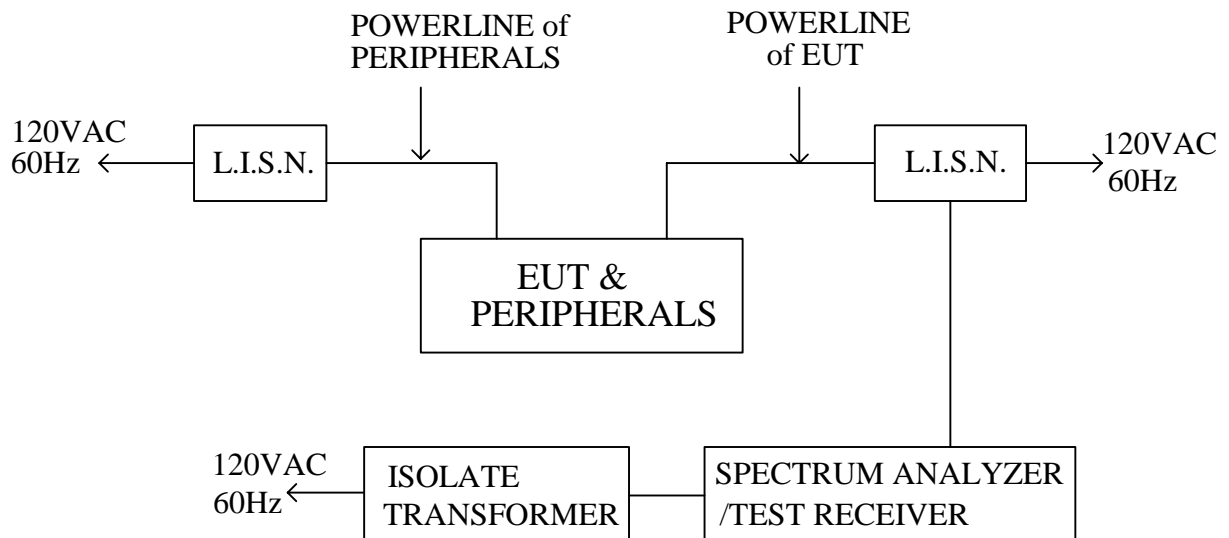 POWERLINE of
PERIPHERALS
POWERLINE
of EUT
120VAC
60Hz
L.I.S.N.
L.I.S.N.
120VAC
60Hz
EUT &
PERIPHERALS
120VAC
60Hz
ISOLATE
TRANSFORMER
SPECTRUM ANALYZER
/TEST RECEIVER